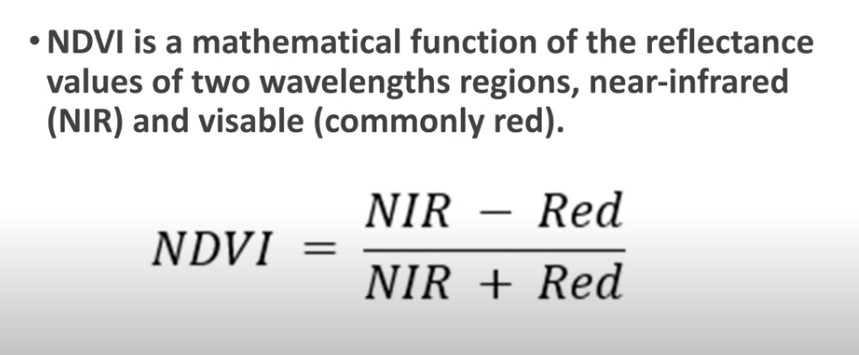 • NDVI is a mathematical function of the reflectance
values of two wavelengths regions, near-infrared
(NIR) and visable (commonly red).
NDVI = NIR − Red
NIR + Red